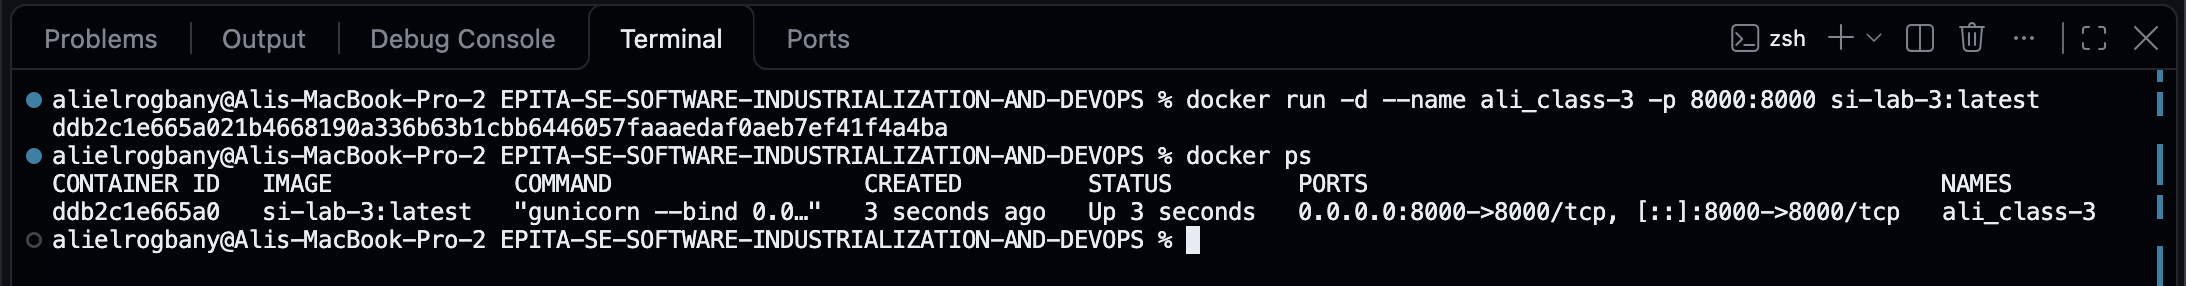 Problems Output Debug Console Terminal Ports zsh
alielrogbany@Alis-MacBook-Pro-2 EPITA-SE-SOFTWARE-INDUSTRIALIZATION-AND-DEVOPS % docker run -d --name ali_class-3 -p 8000:8000 si-lab-3:latest
ddb2c1e665a021b4668190a336b63b1cbb6446057faaaedaf0aeb7ef41f4a4ba
alielrogbany@Alis-MacBook-Pro-2 EPITA-SE-SOFTWARE-INDUSTRIALIZATION-AND-DEVOPS % docker ps
CONTAINER ID IMAGE COMMAND CREATED STATUS PORTS NAMES
ddb2c1e665a0 si-lab-3:latest "gunicorn --bind 0.0…" 3 seconds ago Up 3 seconds 0.0.0.0:8000->8000/tcp, [::]:8000->8000/tcp ali_class-3
alielrogbany@Alis-MacBook-Pro-2 EPITA-SE-SOFTWARE-INDUSTRIALIZATION-AND-DEVOPS %